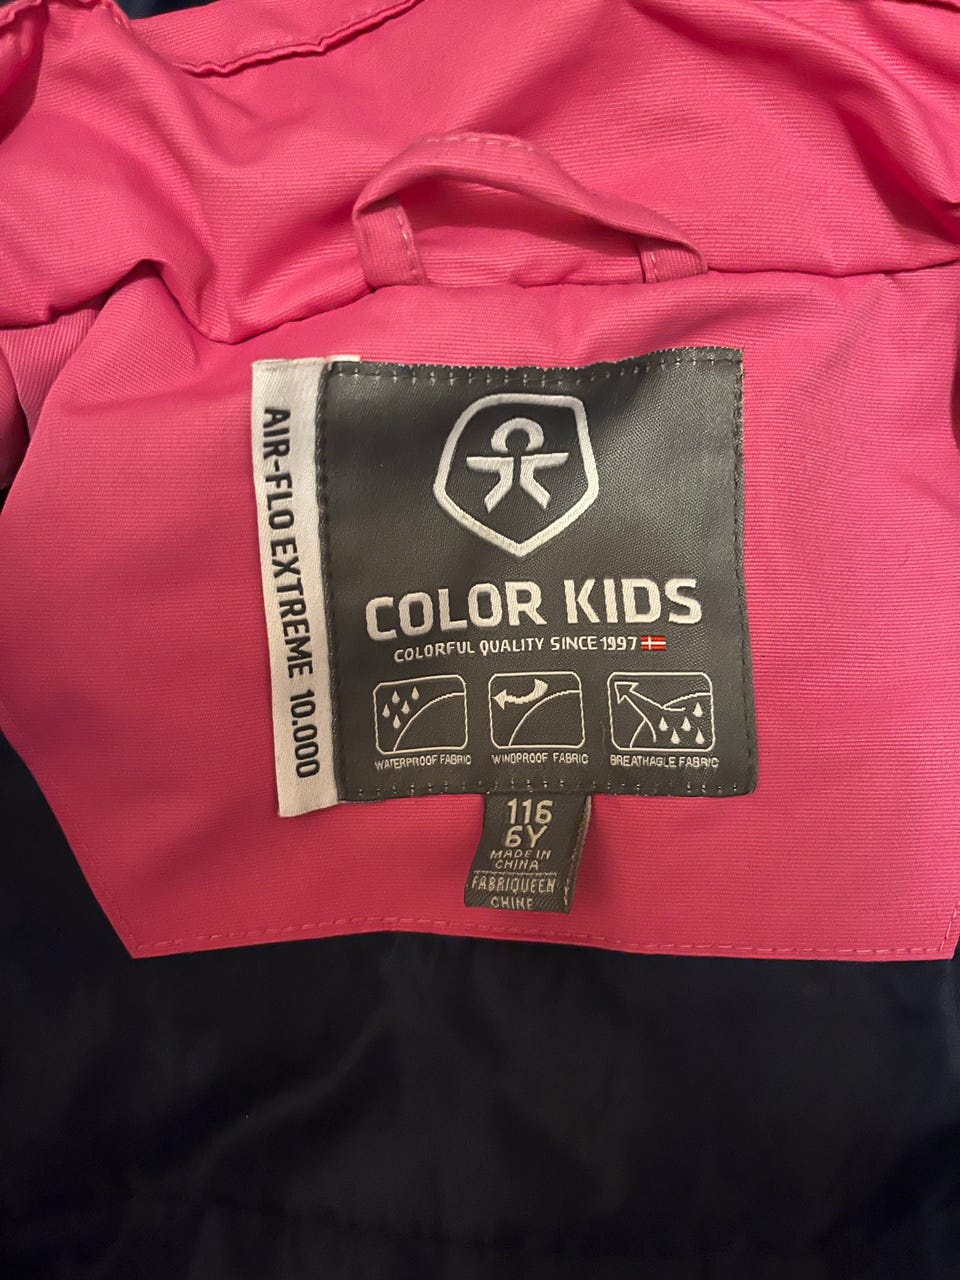 AIR-FLO EXTREME 10.000
COLOR KIDS
COLORFUL QUALITY SINCE 1997
WATERPROOF FABRIC
WINDPROOF FABRIC
BREATHAGLE FABRIC
116
6Y
MADE IN
CHINA
FABRIQUEEN
CHINE